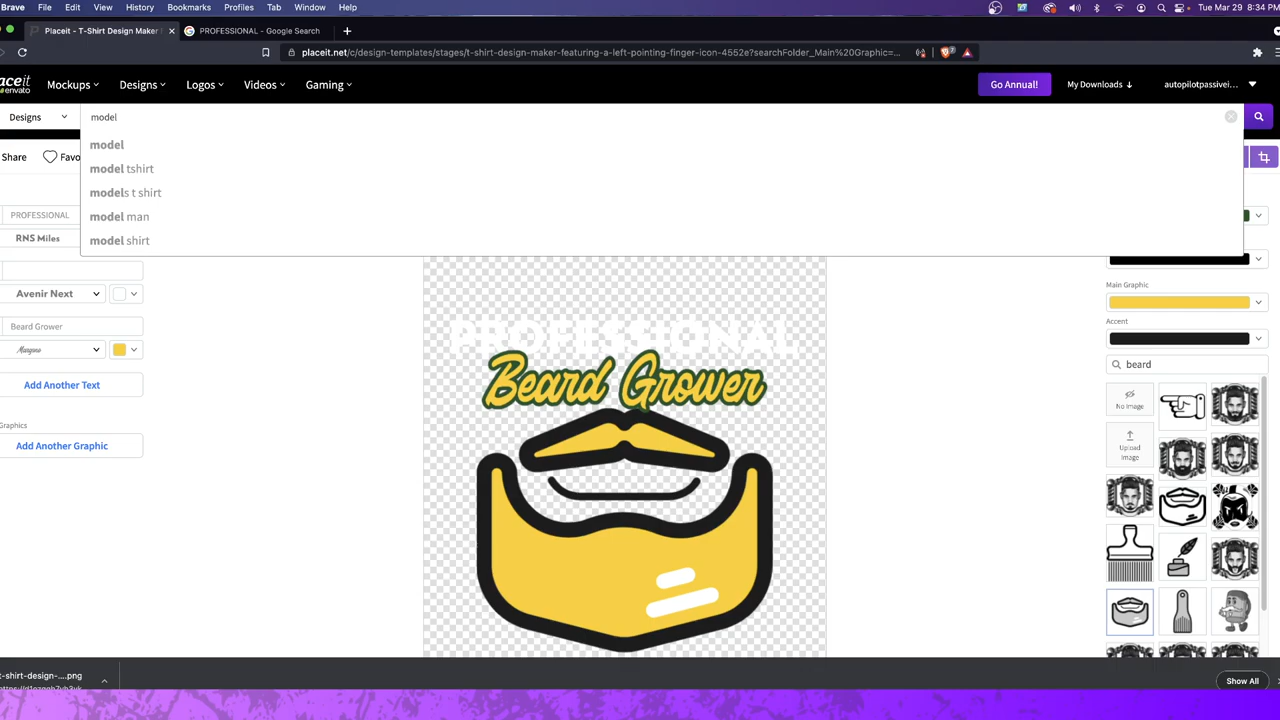 Brave File Edit View History Bookmarks Profiles Tab Window Help Tue Mar 29 8:34 PM
Placeit - T-Shirt Design Maker PROFESSIONAL - Google Search
placeit.net/c/design-templates/stages/t-shirt-design-maker-featuring-a-left-pointing-finger-icon-4552e?searchFolder_Main%20Graphic=...
aceit Mockups Designs Logos Videos Gaming Go Annual! My Downloads autopilotpassivei...
envato
Designs model
Share Favo
model
model tshirt
models t shirt
model man
model shirt
PROFESSIONAL
RNS Miles
Avenir Next
Beard Grower
Margono
Add Another Text
Graphics
Add Another Graphic
PROFESSIONAL
Beard Grower
Main Graphic
Accent
beard
No Image
Upload
Image
t-shirt-design-....png
Show All